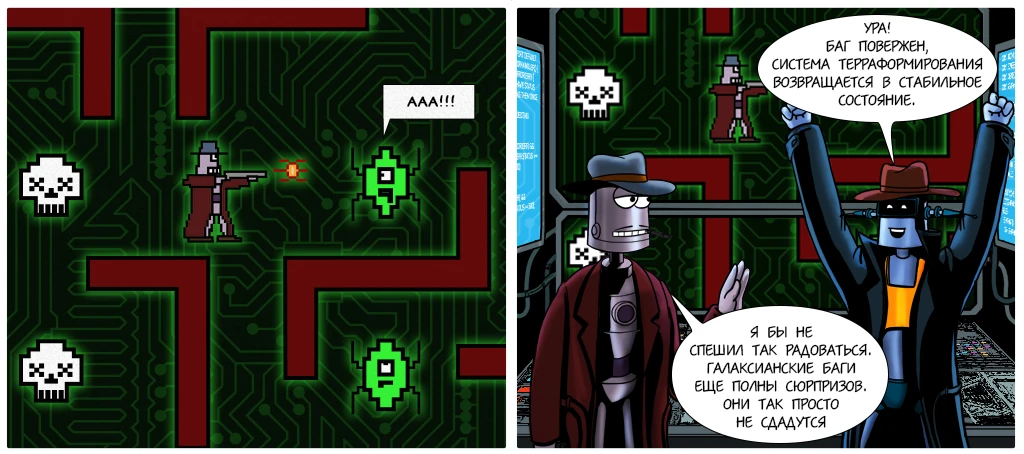 ААА!!!
УРА!
БАГ ПОВЕРЖЕН,
СИСТЕМА ТЕРРАФОРМИРОВАНИЯ
ВОЗВРАЩАЕТСЯ В СТАБИЛЬНОЕ
СОСТОЯНИЕ.
Я БЫ НЕ
СПЕШИЛ ТАК РАДОВАТЬСЯ.
ГАЛАКСИАНСКИЕ БАГИ
ЕЩЕ ПОЛНЫ СЮРПРИЗОВ.
ОНИ ТАК ПРОСТО
НЕ СДАДУТСЯ